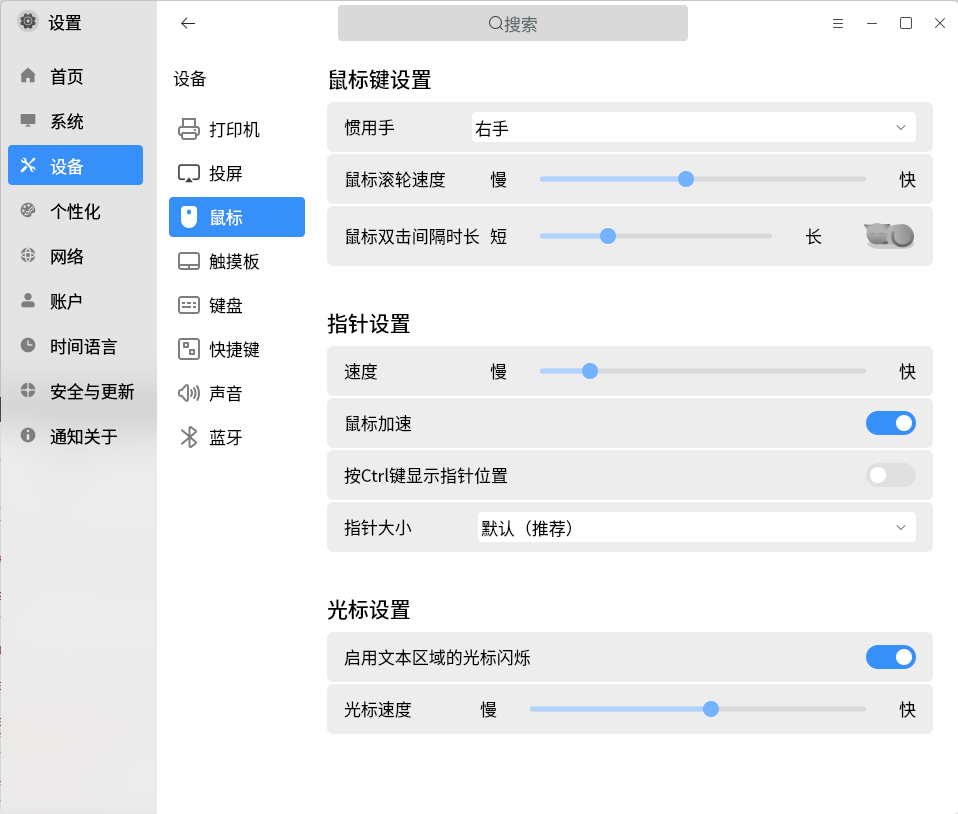 设置
搜索
首页
系统
设备
个性化
网络
账户
时间语言
安全与更新
通知关于
设备
打印机
投屏
鼠标
触摸板
键盘
快捷键
声音
蓝牙
鼠标键设置
惯用手 右手
鼠标滚轮速度 慢 快
鼠标双击间隔时长 短 长
指针设置
速度 慢 快
鼠标加速
按Ctrl键显示指针位置
指针大小 默认（推荐）
光标设置
启用文本区域的光标闪烁
光标速度 慢 快